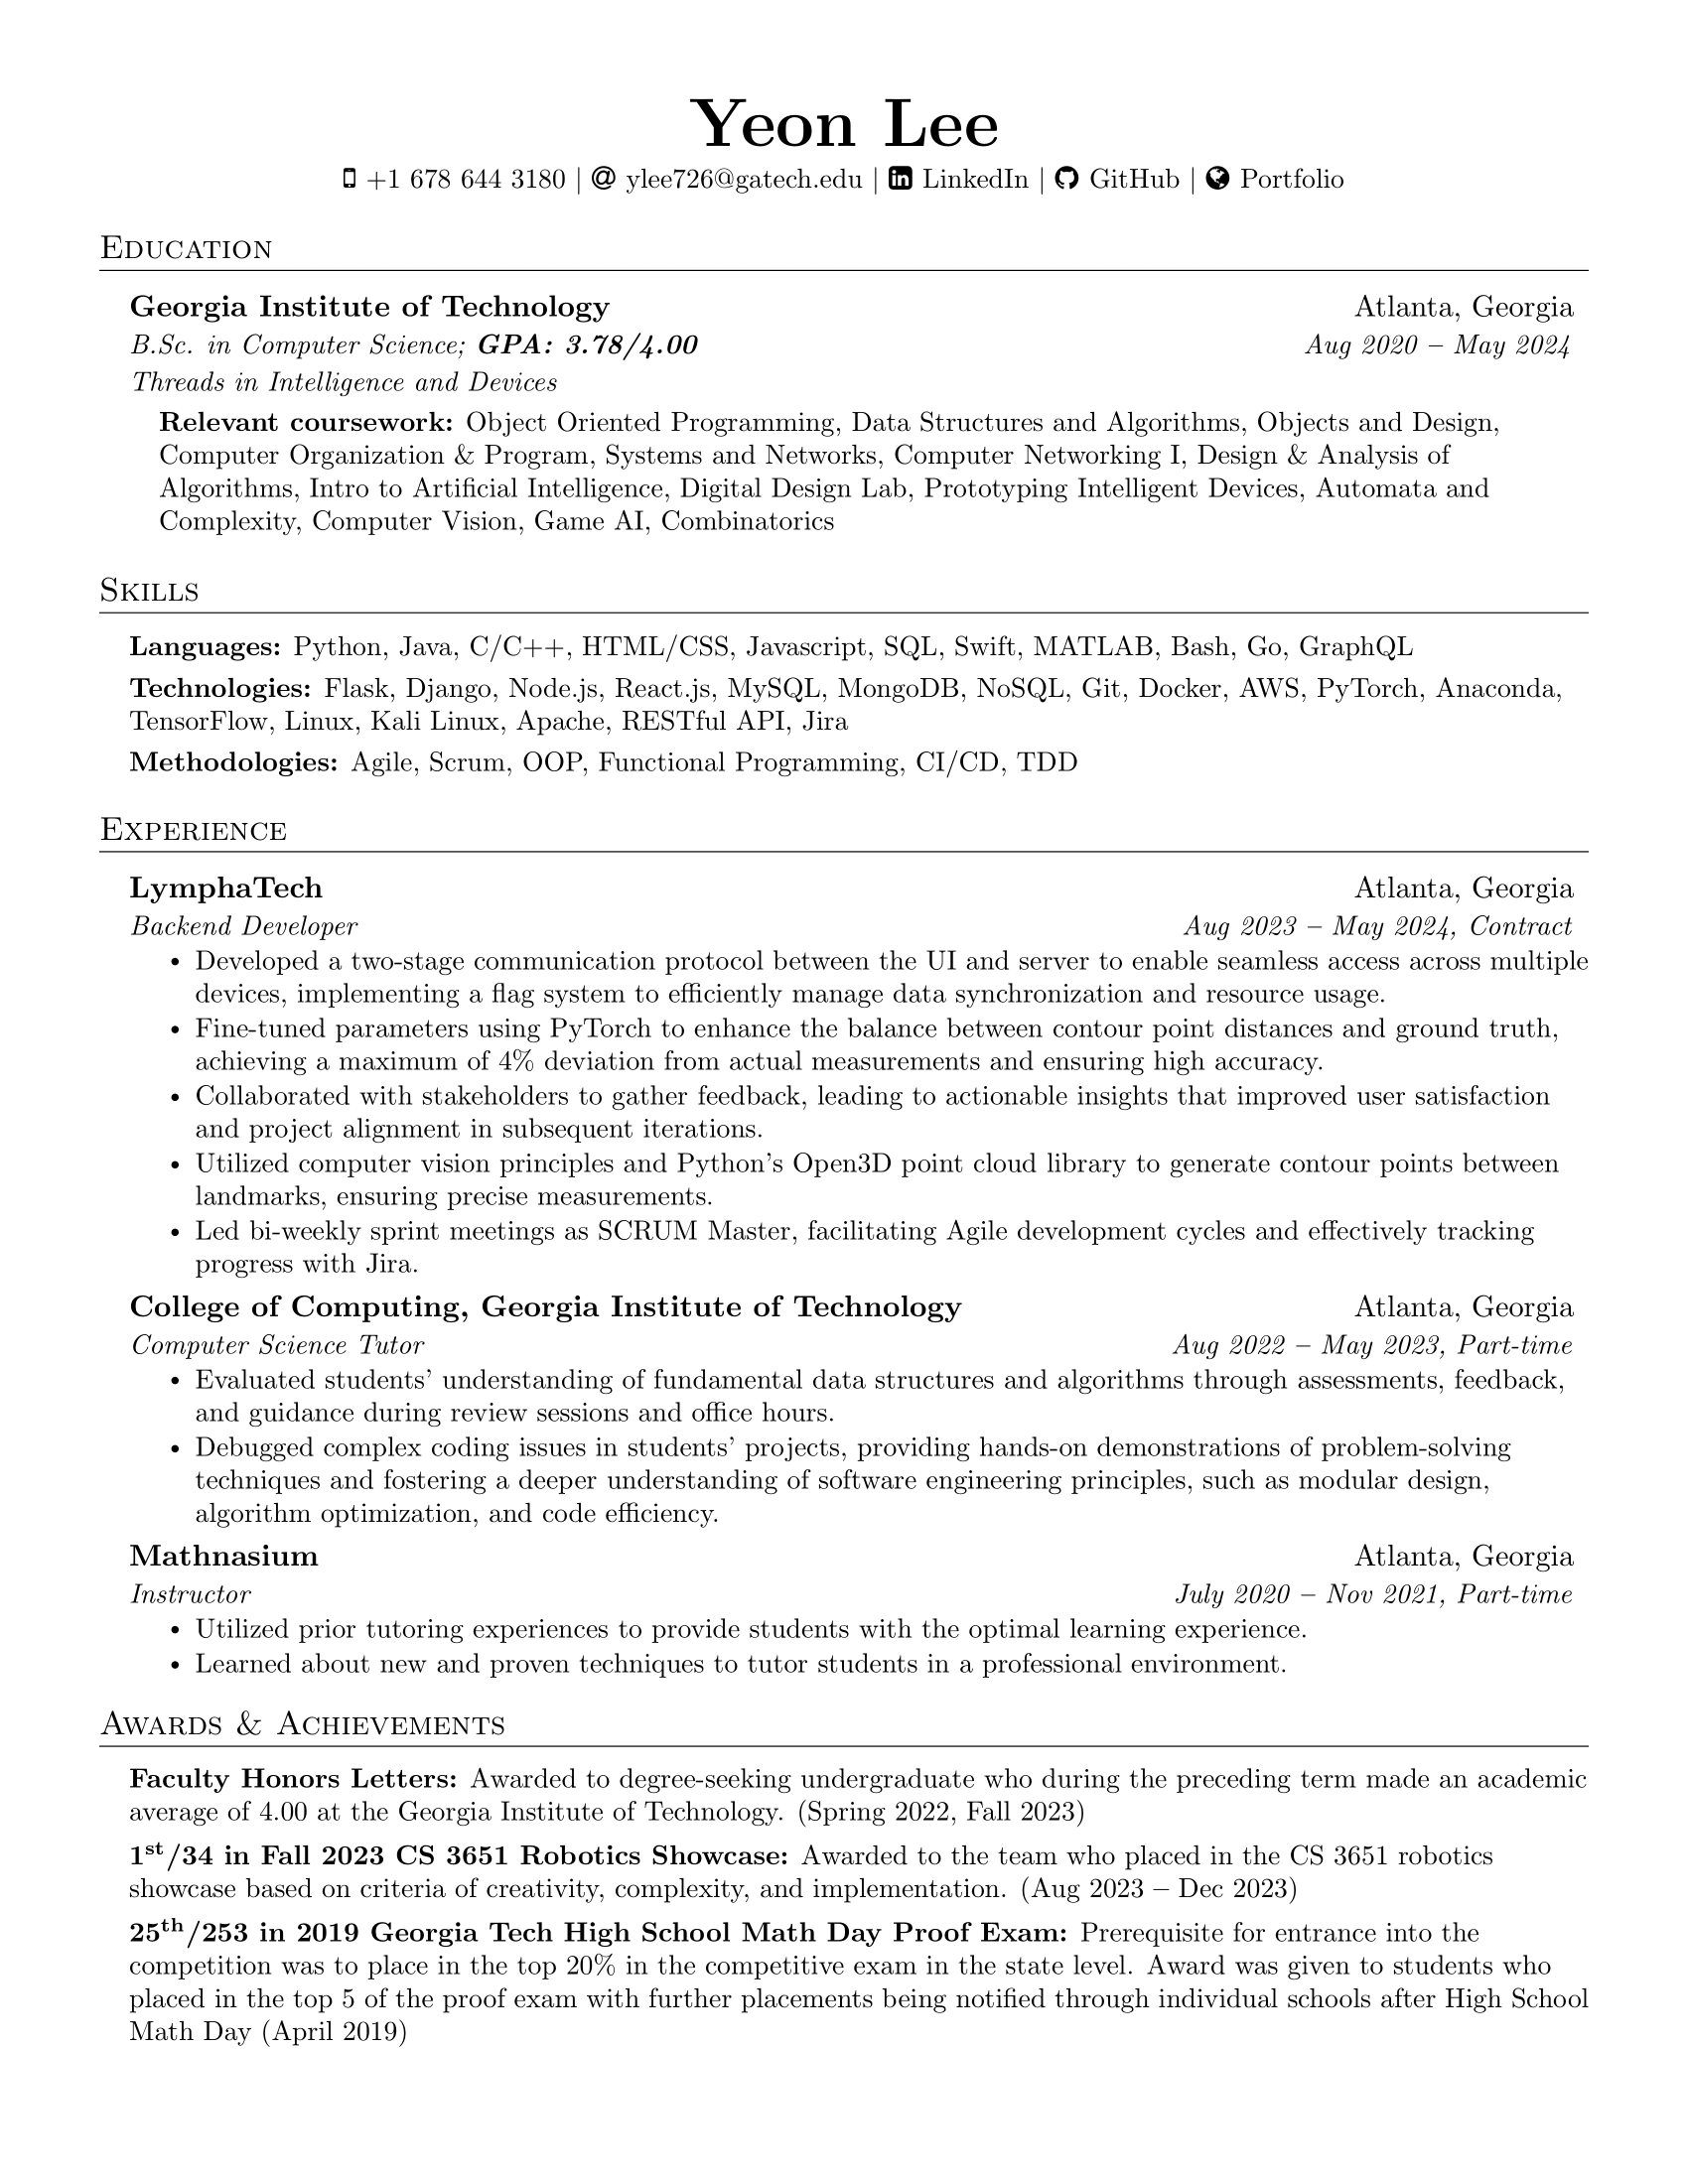 Yeon Lee
+1 678 644 3180 | ylee726@gatech.edu | LinkedIn | GitHub | Portfolio
Education
Georgia Institute of Technology Atlanta, Georgia
B.Sc. in Computer Science; GPA: 3.78/4.00 Aug 2020 – May 2024
Threads in Intelligence and Devices
Relevant coursework: Object Oriented Programming, Data Structures and Algorithms, Objects and Design,
Computer Organization & Program, Systems and Networks, Computer Networking I, Design & Analysis of
Algorithms, Intro to Artificial Intelligence, Digital Design Lab, Prototyping Intelligent Devices, Automata and
Complexity, Computer Vision, Game AI, Combinatorics
Skills
Languages: Python, Java, C/C++, HTML/CSS, Javascript, SQL, Swift, MATLAB, Bash, Go, GraphQL
Technologies: Flask, Django, Node.js, React.js, MySQL, MongoDB, NoSQL, Git, Docker, AWS, PyTorch, Anaconda,
TensorFlow, Linux, Kali Linux, Apache, RESTful API, Jira
Methodologies: Agile, Scrum, OOP, Functional Programming, CI/CD, TDD
Experience
LymphaTech Atlanta, Georgia
Backend Developer Aug 2023 – May 2024, Contract
• Developed a two-stage communication protocol between the UI and server to enable seamless access across multiple
devices, implementing a flag system to efficiently manage data synchronization and resource usage.
• Fine-tuned parameters using PyTorch to enhance the balance between contour point distances and ground truth,
achieving a maximum of 4% deviation from actual measurements and ensuring high accuracy.
• Collaborated with stakeholders to gather feedback, leading to actionable insights that improved user satisfaction
and project alignment in subsequent iterations.
• Utilized computer vision principles and Python's Open3D point cloud library to generate contour points between
landmarks, ensuring precise measurements.
• Led bi-weekly sprint meetings as SCRUM Master, facilitating Agile development cycles and effectively tracking
progress with Jira.
College of Computing, Georgia Institute of Technology Atlanta, Georgia
Computer Science Tutor Aug 2022 – May 2023, Part-time
• Evaluated students' understanding of fundamental data structures and algorithms through assessments, feedback,
and guidance during review sessions and office hours.
• Debugged complex coding issues in students' projects, providing hands-on demonstrations of problem-solving
techniques and fostering a deeper understanding of software engineering principles, such as modular design,
algorithm optimization, and code efficiency.
Mathnasium Atlanta, Georgia
Instructor July 2020 – Nov 2021, Part-time
• Utilized prior tutoring experiences to provide students with the optimal learning experience.
• Learned about new and proven techniques to tutor students in a professional environment.
Awards & Achievements
Faculty Honors Letters: Awarded to degree-seeking undergraduate who during the preceding term made an academic
average of 4.00 at the Georgia Institute of Technology. (Spring 2022, Fall 2023)
1st/34 in Fall 2023 CS 3651 Robotics Showcase: Awarded to the team who placed in the CS 3651 robotics
showcase based on criteria of creativity, complexity, and implementation. (Aug 2023 – Dec 2023)
25th/253 in 2019 Georgia Tech High School Math Day Proof Exam: Prerequisite for entrance into the
competition was to place in the top 20% in the competitive exam in the state level. Award was given to students who
placed in the top 5 of the proof exam with further placements being notified through individual schools after High School
Math Day (April 2019)